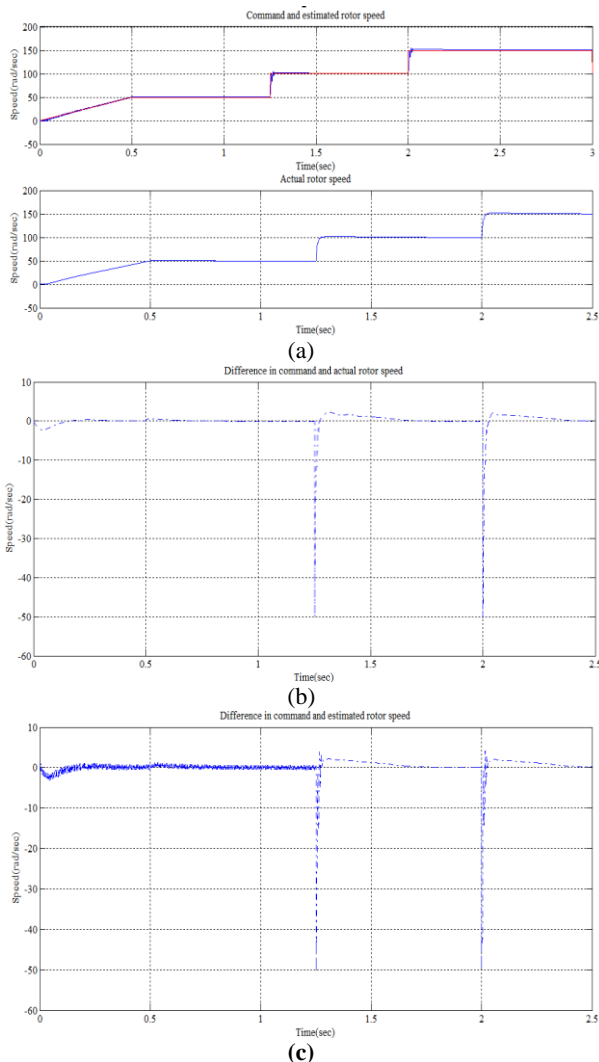 Command and estimated rotor speed
200
150
100
50
0
-50
Speed(rad/sec)
0 0.5 1 1.5 2 2.5 3
Time(sec)
Actual rotor speed
200
150
100
50
0
-50
Speed(rad/sec)
0 0.5 1 1.5 2 2.5
Time(sec)
(a)
Difference in command and actual rotor speed
10
0
-10
-20
-30
-40
-50
-60
Speed(rad/sec)
0 0.5 1 1.5 2 2.5
Time(sec)
(b)
Difference in command and estimated rotor speed
10
0
-10
-20
-30
-40
-50
-60
Speed(rad/sec)
0 0.5 1 1.5 2 2.5
Time(sec)
(c)